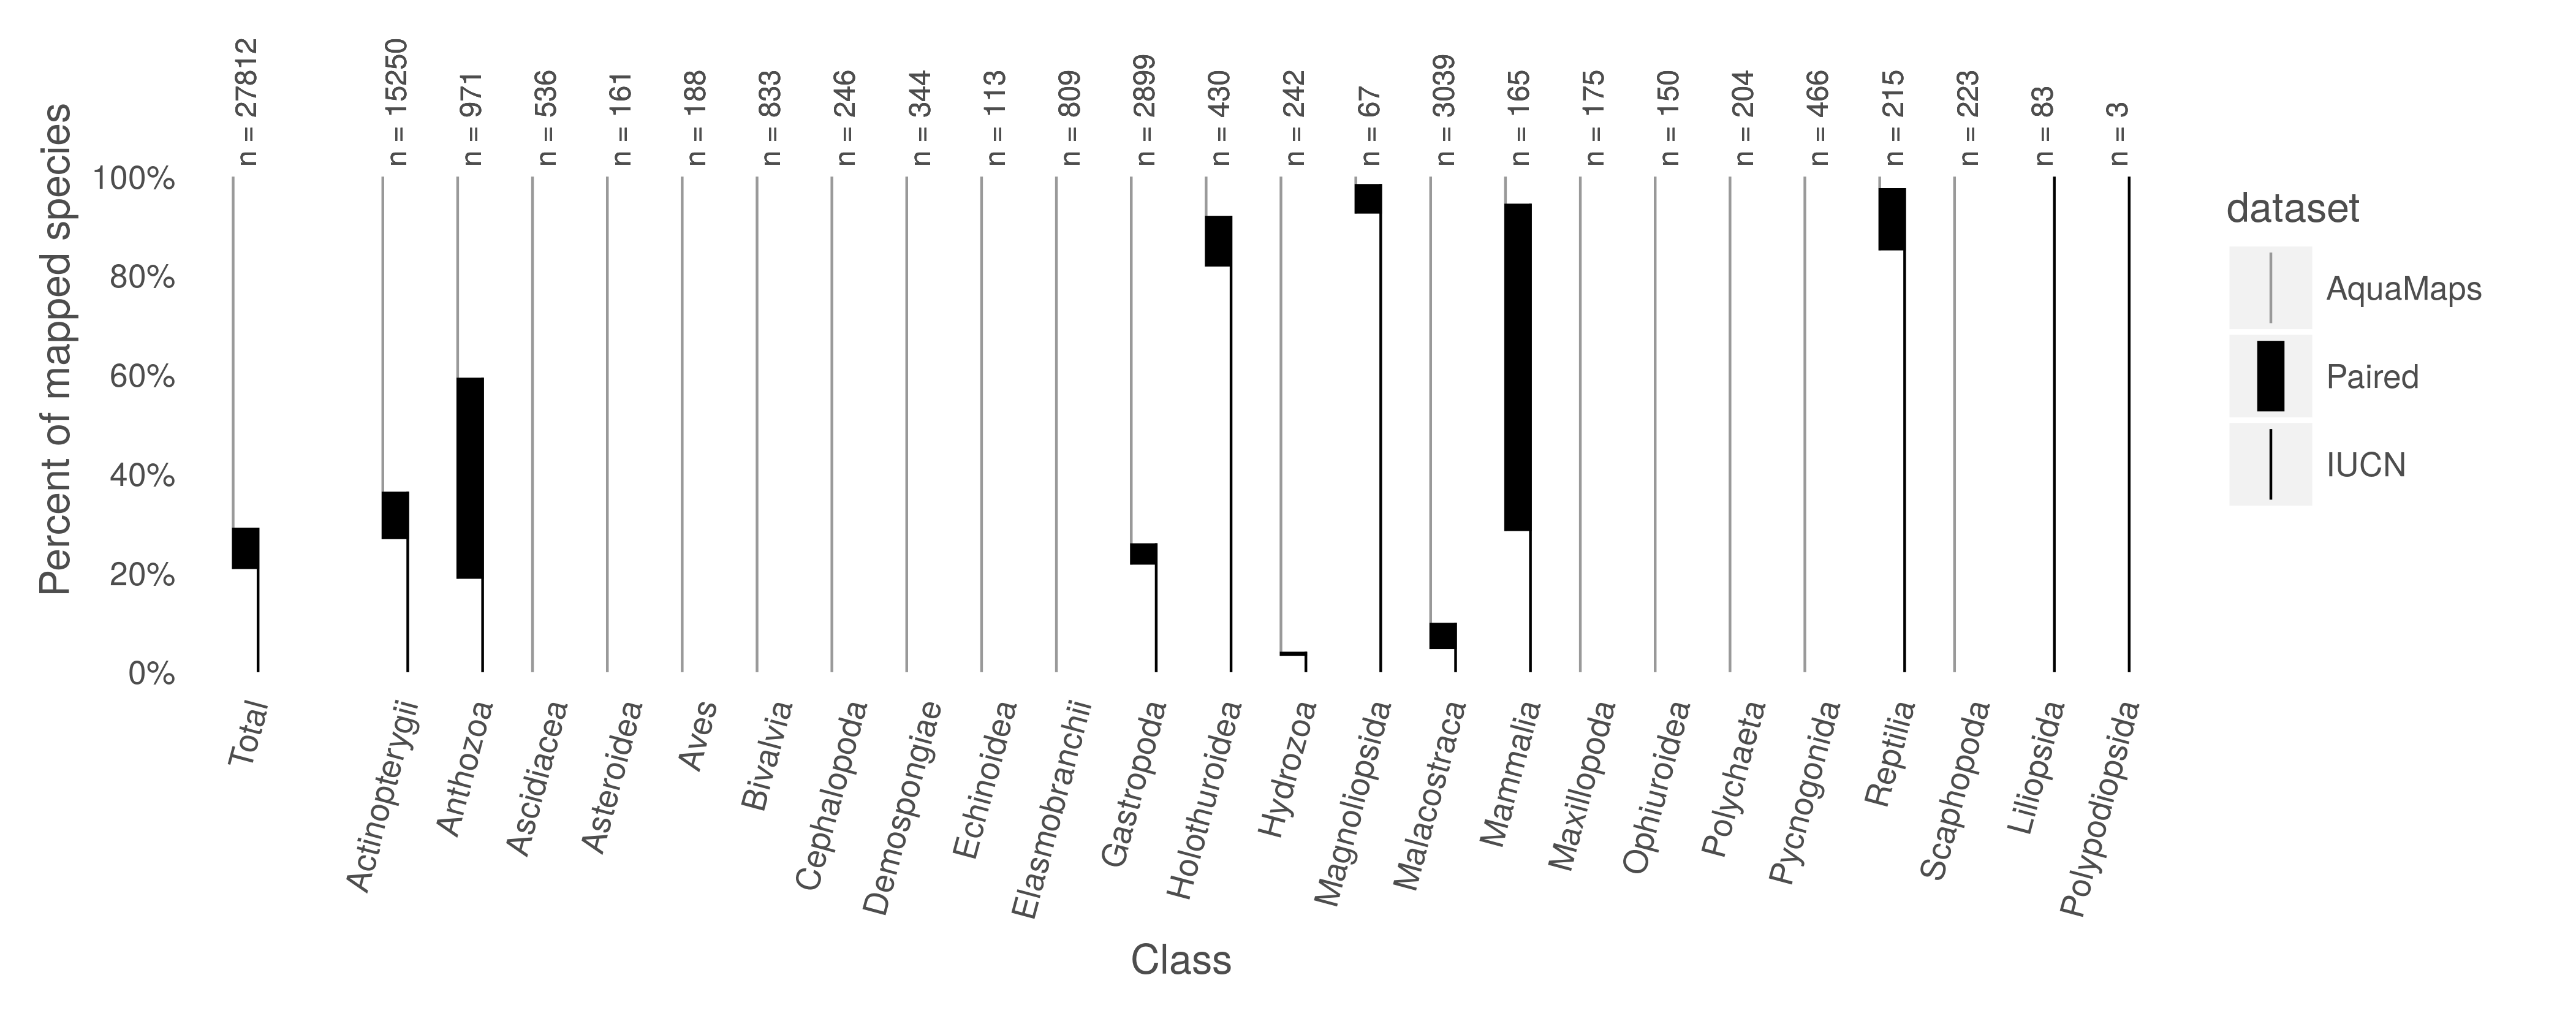 n = 27812
n = 15250
n = 971
n = 536
n = 161
n = 188
n = 833
n = 246
n = 344
n = 113
n = 809
n = 2899
n = 430
n = 242
n = 67
n = 3039
n = 165
n = 175
n = 150
n = 204
n = 466
n = 215
n = 223
n = 83
n = 3
Percent of mapped species
100%
80%
60%
40%
20%
0%
Total
Actinopterygii
Anthozoa
Ascidiacea
Asteroidea
Aves
Bivalvia
Cephalopoda
Demospongiae
Echinoidea
Elasmobranchii
Gastropoda
Holothuroidea
Hydrozoa
Magnoliopsida
Malacostraca
Mammalia
Maxillopoda
Ophiuroidea
Polychaeta
Pycnogonida
Reptilia
Scaphopoda
Liliopsida
Polypodiopsida
Class
dataset
AquaMaps
Paired
IUCN